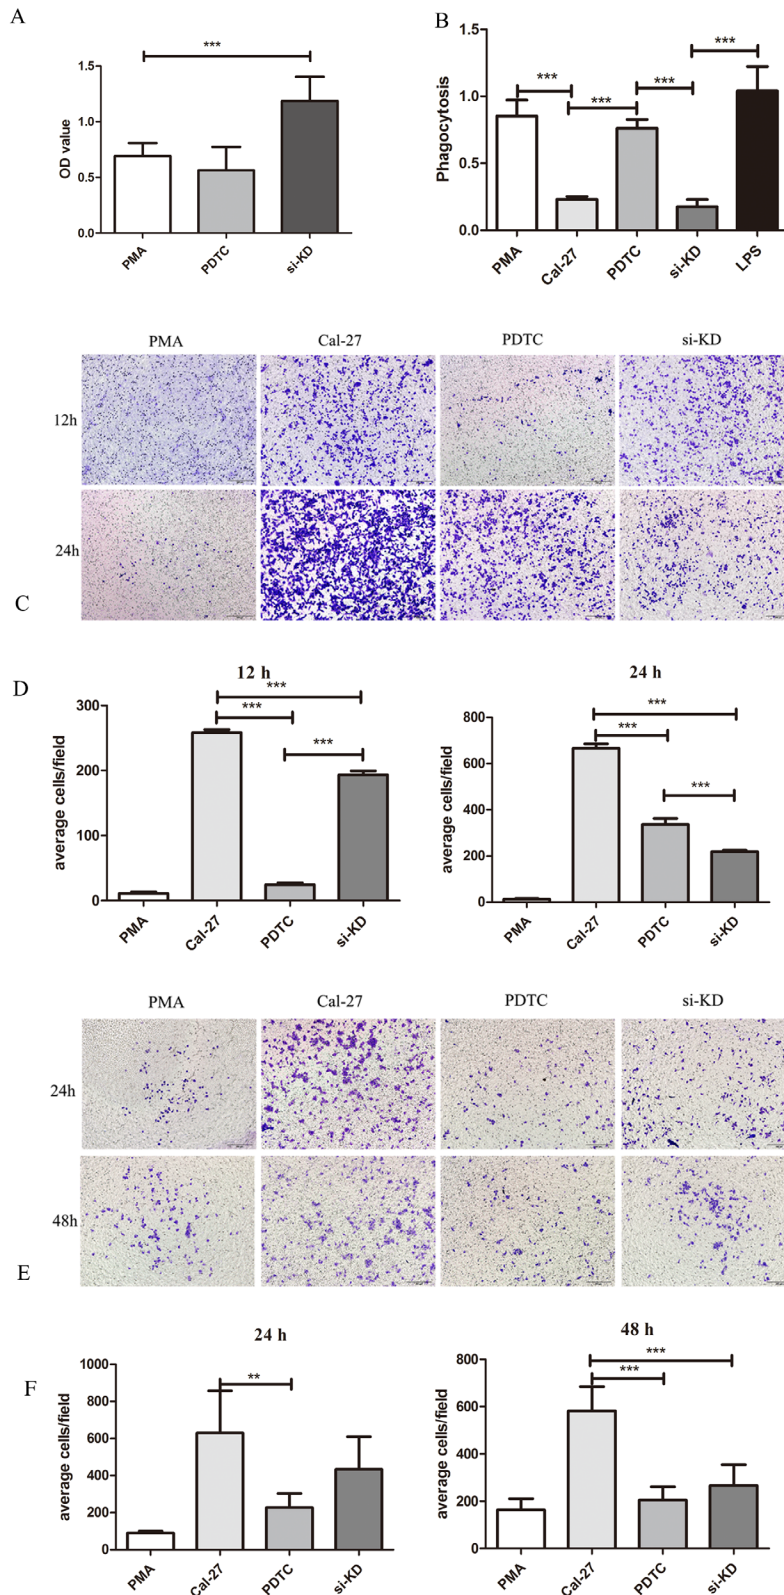 A
***
OD value
1.5
1.0
0.5
0.0
PMA
PDTC
si-KD
B
***
***
***
***
Phagocytosis
1.5
1.0
0.5
0.0
PMA
Cal-27
PDTC
si-KD
LPS
PMA
Cal-27
PDTC
si-KD
12h
24h
C
D
12 h
***
***
***
average cells/field
300
200
100
0
PMA
Cal-27
PDTC
si-KD
24 h
***
***
***
average cells/field
800
600
400
200
0
PMA
Cal-27
PDTC
si-KD
PMA
Cal-27
PDTC
si-KD
24h
48h
E
F
24 h
**
average cells/field
1000
800
600
400
200
0
PMA
Cal-27
PDTC
si-KD
48 h
***
***
average cells/field
800
600
400
200
0
PMA
Cal-27
PDTC
si-KD